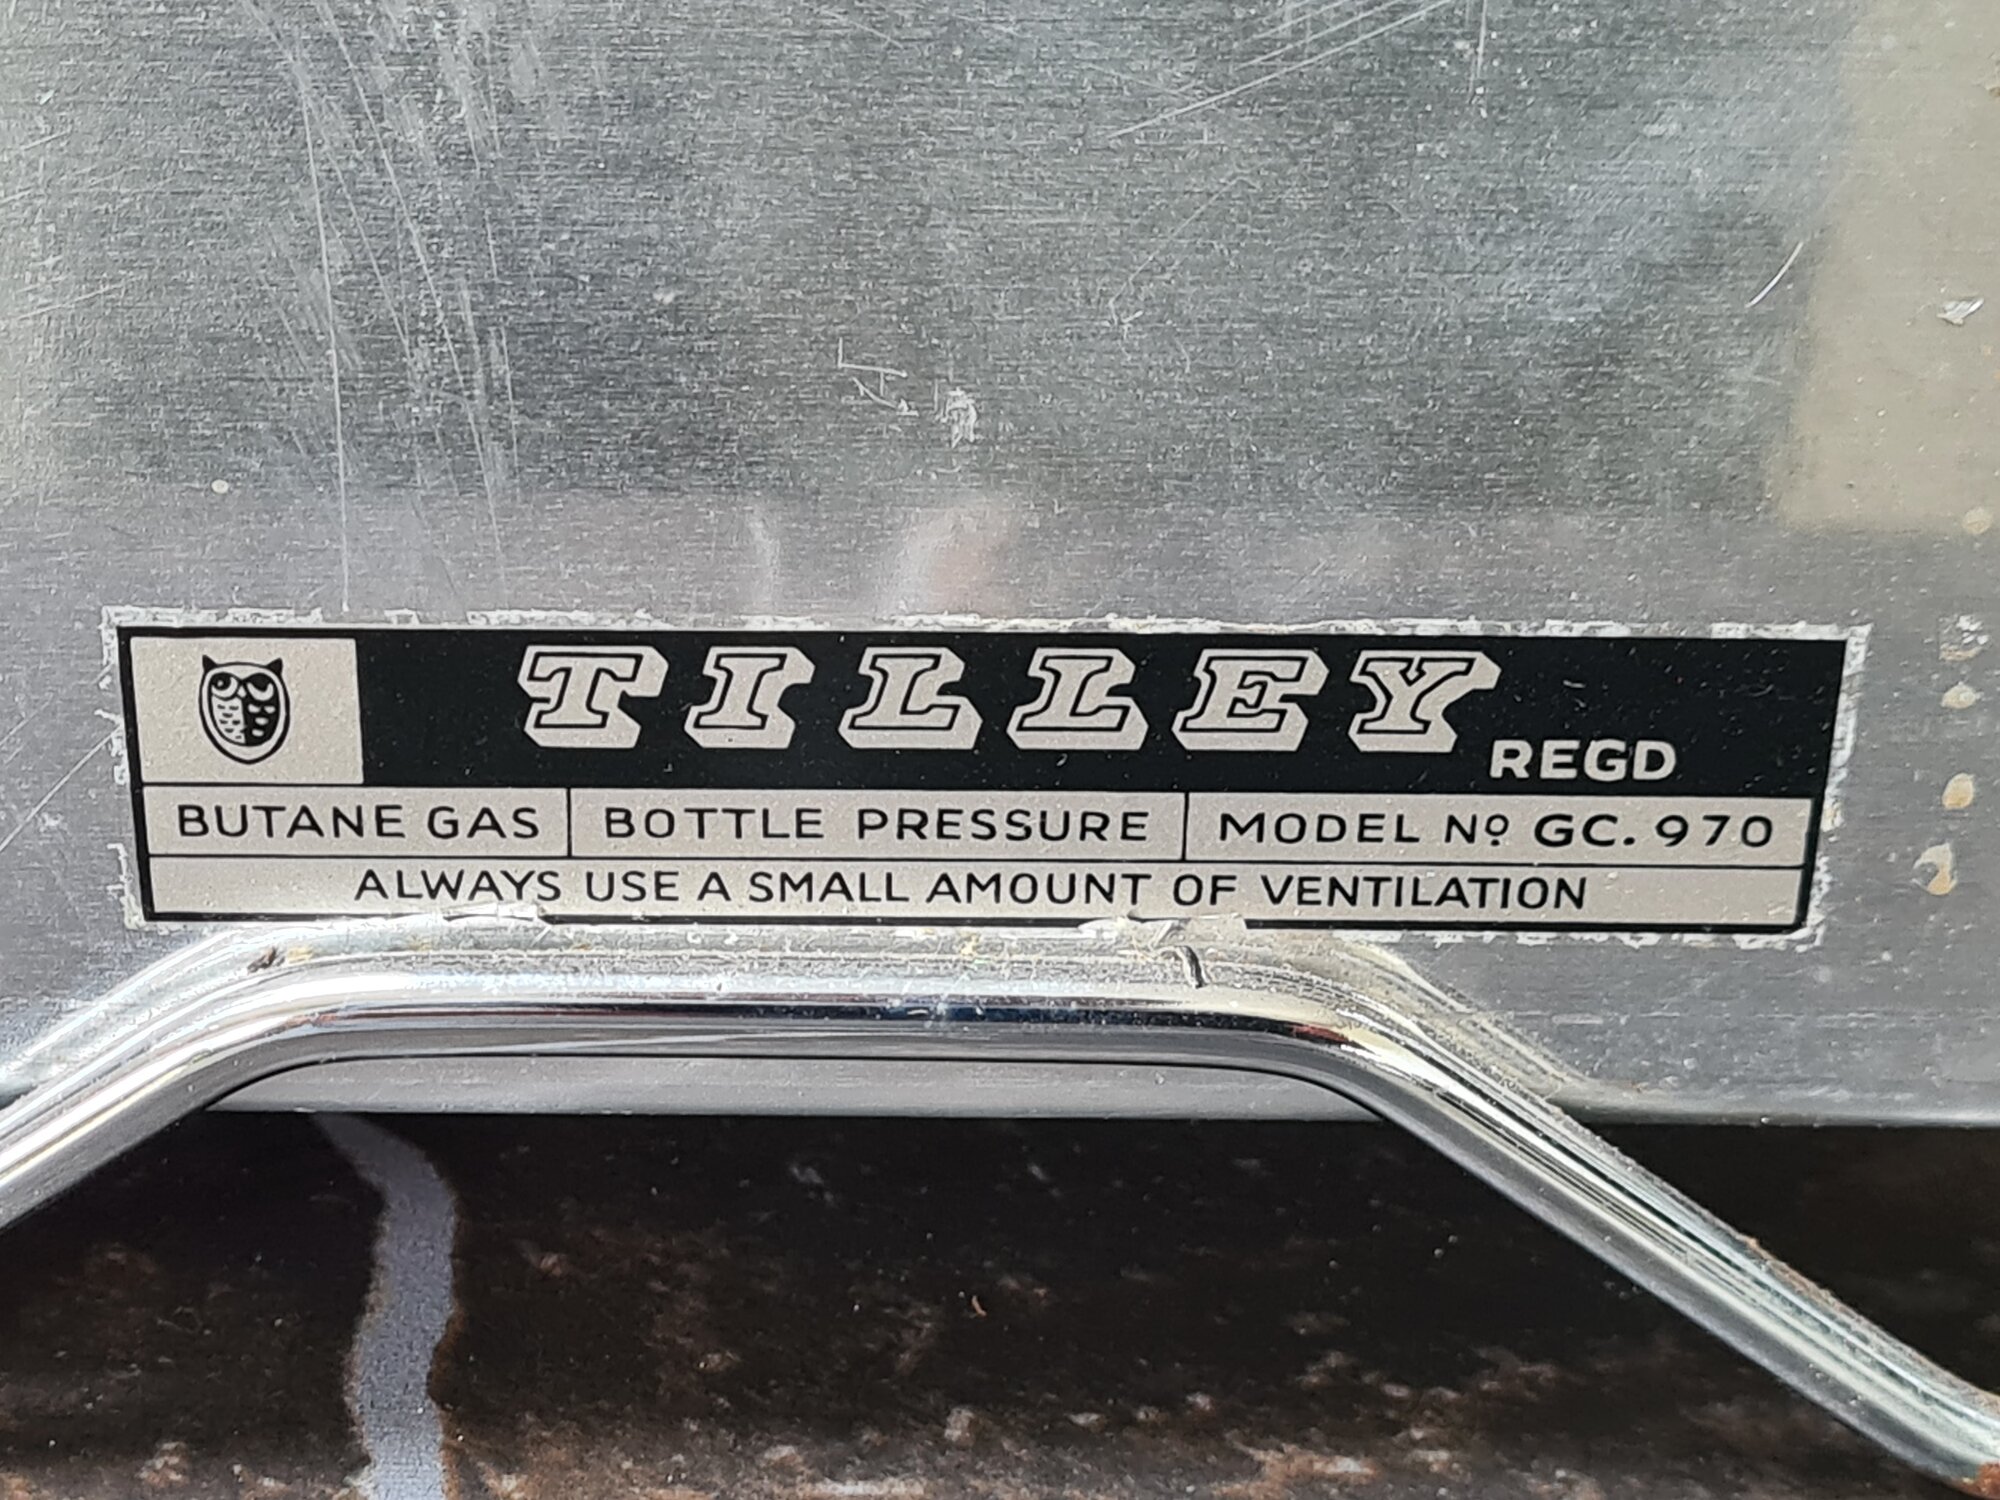 TILLEY REGD
BUTANE GAS BOTTLE PRESSURE MODEL Nº GC.970
ALWAYS USE A SMALL AMOUNT OF VENTILATION